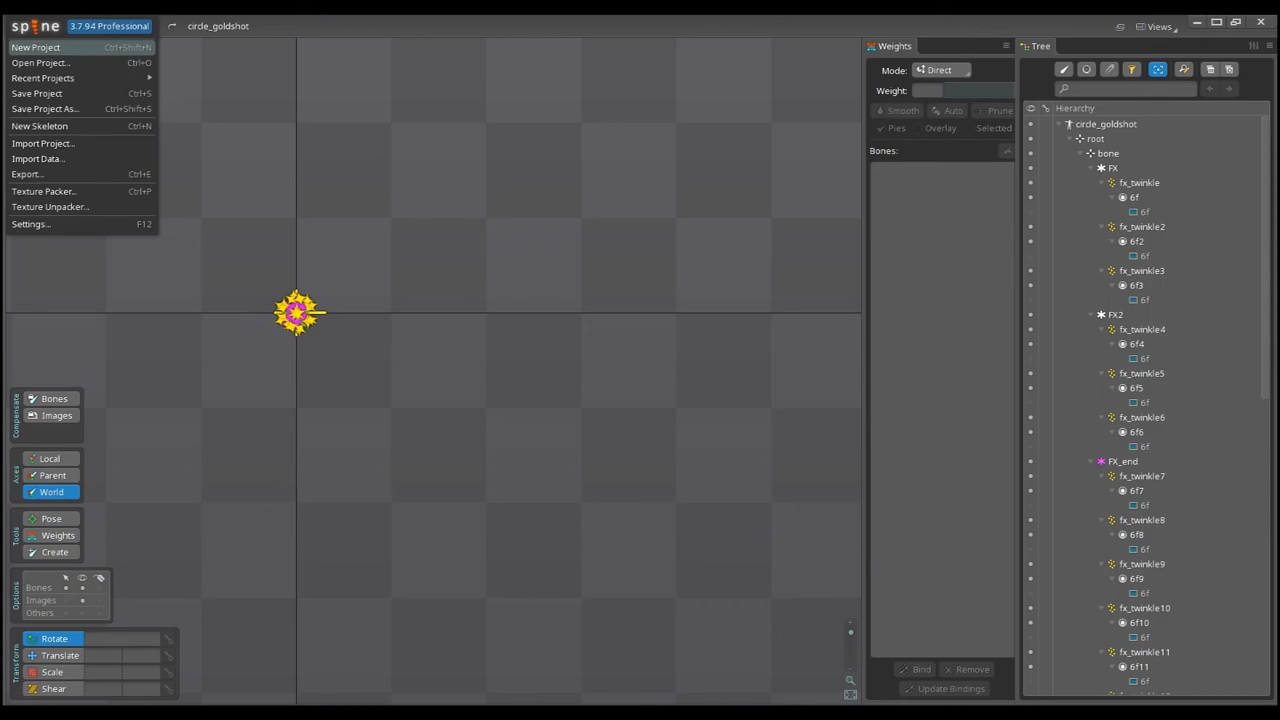 spine 3.7.94 Professional circle_goldshot Views
New Project Ctrl+Shift+N
Open Project... Ctrl+O
Recent Projects
Save Project Ctrl+S
Save Project As... Ctrl+Shift+S
New Skeleton Ctrl+N
Import Project...
Import Data...
Export... Ctrl+E
Texture Packer... Ctrl+P
Texture Unpacker...
Settings... F12
Compensate
Bones
Images
Axes
Local
Parent
World
Tools
Pose
Weights
Create
Options
Bones
Images
Others
Transform
Rotate
Translate
Scale
Shear
Weights
Mode: Direct
Weight:
Smooth Auto Prune
Pies Overlay Selected
Bones:
Bind Remove
Update Bindings
Tree
Hierarchy
circle_goldshot
root
bone
FX
fx_twinkle
6f
6f
fx_twinkle2
6f2
6f
fx_twinkle3
6f3
6f
FX2
fx_twinkle4
6f4
6f
fx_twinkle5
6f5
6f
fx_twinkle6
6f6
6f
FX_end
fx_twinkle7
6f7
6f
fx_twinkle8
6f8
6f
fx_twinkle9
6f9
6f
fx_twinkle10
6f10
6f
fx_twinkle11
6f11
6f